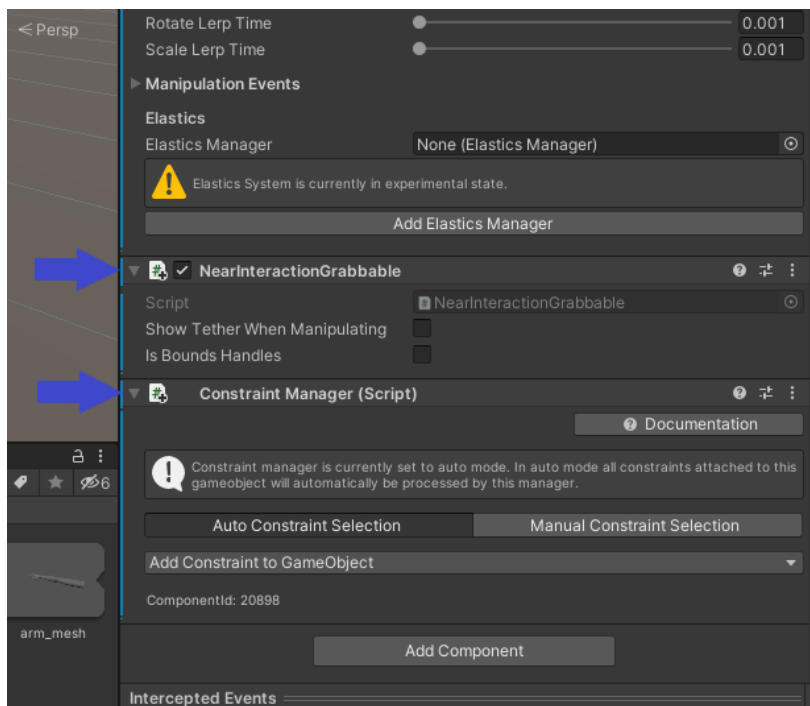 Persp
Rotate Lerp Time 0.001
Scale Lerp Time 0.001
Manipulation Events
Elastics
Elastics Manager None (Elastics Manager)
Elastics System is currently in experimental state.
Add Elastics Manager
NearInteractionGrabbable
Script NearInteractionGrabbable
Show Tether When Manipulating
Is Bounds Handles
Constraint Manager (Script)
Documentation
Constraint manager is currently set to auto mode. In auto mode all constraints attached to this
gameobject will automatically be processed by this manager.
6
Auto Constraint Selection Manual Constraint Selection
Add Constraint to GameObject
ComponentId: 20898
arm_mesh
Add Component
Intercepted Events